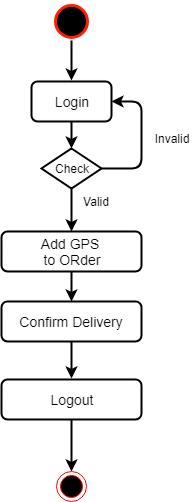 Login
Invalid
Check
Valid
Add GPS
to ORder
Confirm Delivery
Logout